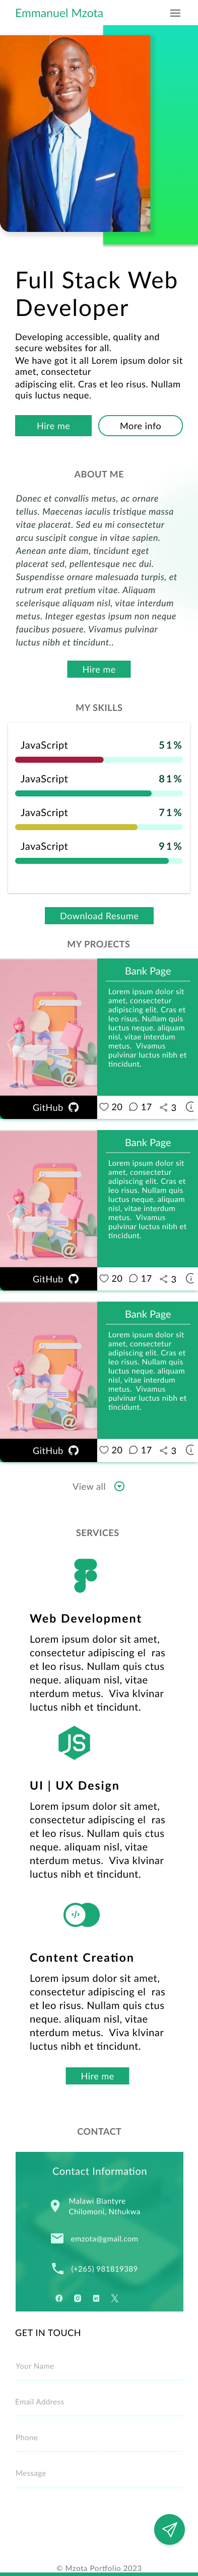 Emmanuel Mzota
Full Stack Web
Developer
Developing accessible, quality and
secure websites for all.
We have got it all Lorem ipsum dolor sit
amet, consectetur
adipiscing elit. Cras et leo risus. Nullam
quis luctus neque.
Hire me
More info
ABOUT ME
Donec et convallis metus, ac ornare
tellus. Maecenas iaculis tristique massa
vitae placerat. Sed eu mi consectetur
arcu suscipit congue in vitae sapien.
Aenean ante diam, tincidunt eget
placerat sed, pellentesque nec dui.
Suspendisse ornare malesuada turpis, et
rutrum erat pretium vitae. Aliquam
scelerisque aliquam nisl, vitae interdum
metus. Integer egestas ipsum non neque
faucibus posuere. Vivamus pulvinar
luctus nibh et tincidunt..
Hire me
MY SKILLS
JavaScript 51%
JavaScript 81%
JavaScript 71%
JavaScript 91%
Download Resume
MY PROJECTS
Bank Page
Lorem ipsum dolor sit
amet, consectetur
adipiscing elit. Cras et
leo risus. Nullam quis
luctus neque. aliquam
nisl, vitae interdum
metus. Vivamus
pulvinar luctus nibh et
tincidunt.
@
GitHub 20 17 3
Bank Page
Lorem ipsum dolor sit
amet, consectetur
adipiscing elit. Cras et
leo risus. Nullam quis
luctus neque. aliquam
nisl, vitae interdum
metus. Vivamus
pulvinar luctus nibh et
tincidunt.
@
GitHub 20 17 3
Bank Page
Lorem ipsum dolor sit
amet, consectetur
adipiscing elit. Cras et
leo risus. Nullam quis
luctus neque. aliquam
nisl, vitae interdum
metus. Vivamus
pulvinar luctus nibh et
tincidunt.
@
GitHub 20 17 3
View all
SERVICES
Web Development
Lorem ipsum dolor sit amet,
consectetur adipiscing el ras
et leo risus. Nullam quis ctus
neque. aliquam nisl, vitae
nterdum metus. Viva klvinar
luctus nibh et tincidunt.
JS
UI | UX Design
Lorem ipsum dolor sit amet,
consectetur adipiscing el ras
et leo risus. Nullam quis ctus
neque. aliquam nisl, vitae
nterdum metus. Viva klvinar
luctus nibh et tincidunt.
</>
Content Creation
Lorem ipsum dolor sit amet,
consectetur adipiscing el ras
et leo risus. Nullam quis ctus
neque. aliquam nisl, vitae
nterdum metus. Viva klvinar
luctus nibh et tincidunt.
Hire me
CONTACT
Contact Information
Malawi Blantyre
Chilomoni, Nthukwa
emzota@gmail.com
(+265) 981819389
GET IN TOUCH
Your Name
Email Address
Phone
Message
© Mzota Portfolio 2023